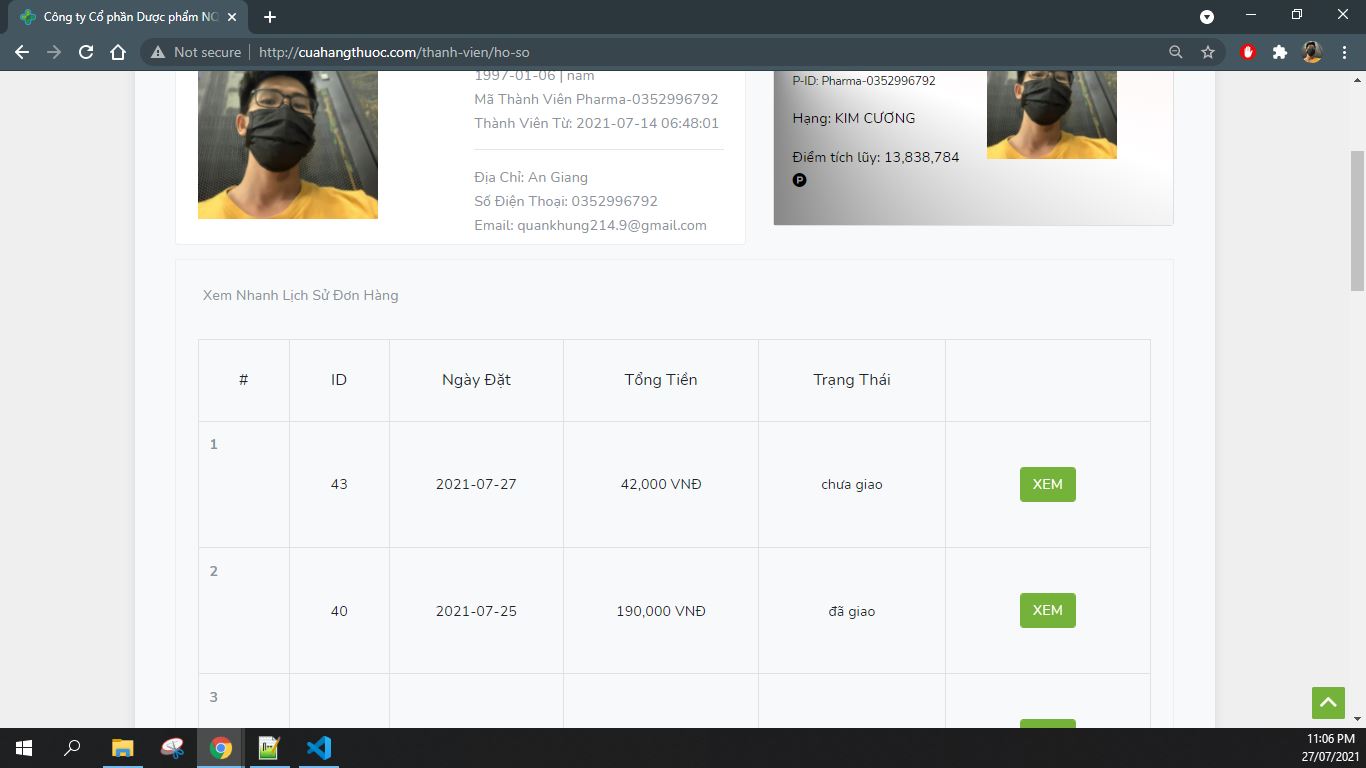 Công ty Cổ phần Dược phẩm NQ
Not secure
http://cuahangthuoc.com/thanh-vien/ho-so
1997-01-06 | nam
Mã Thành Viên Pharma-0352996792
Thành Viên Từ: 2021-07-14 06:48:01
Địa Chỉ: An Giang
Số Điện Thoại: 0352996792
Email: quankhung214.9@gmail.com
P-ID: Pharma-0352996792
Hạng: KIM CƯƠNG
Điểm tích lũy: 13,838,784
P
Xem Nhanh Lịch Sử Đơn Hàng
# ID Ngày Đặt Tổng Tiền Trạng Thái
1 43 2021-07-27 42,000 VNĐ chưa giao XEM
2 40 2021-07-25 190,000 VNĐ đã giao XEM
3
11:06 PM
27/07/2021